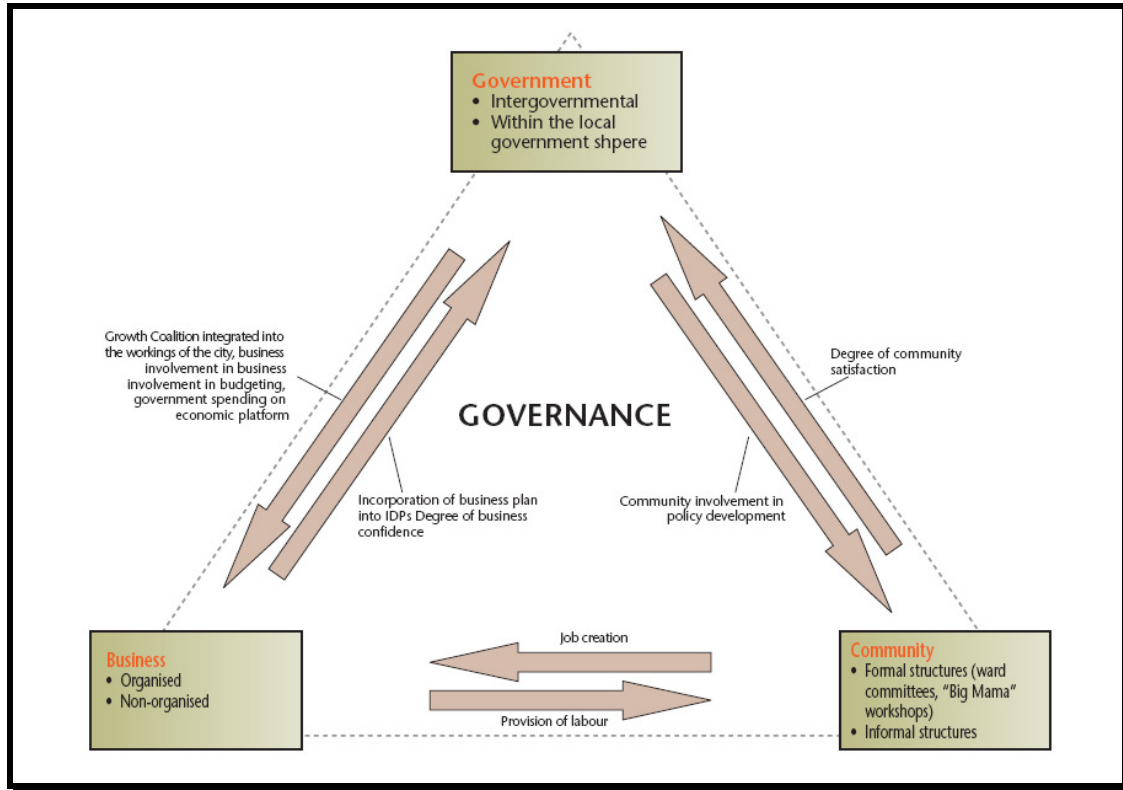 Government
• Intergovernmental
• Within the local
government shpere
Growth Coalition integrated into
the workings of the city, business
involvement in business
involvement in budgeting,
government spending on
economic platform
Degree of community
satisfaction
GOVERNANCE
Incorporation of business plan
into IDPs Degree of business
confidence
Community involvement in
policy development
Job creation
Provision of labour
Business
• Organised
• Non-organised
Community
• Formal structures (ward
committees, “Big Mama”
workshops)
• Informal structures